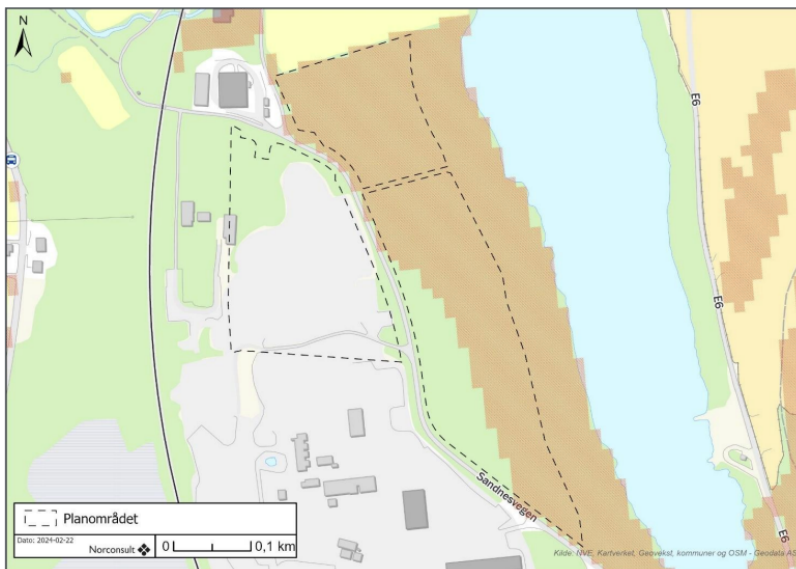 N
E6
E6
Sandnesvegen
E6
Planområdet
Dato: 2024-02-22
Norconsult
0
0,1 km
Kilde: NVE, Kartverket, Geovekst, kommuner og OSM - Geodata AS